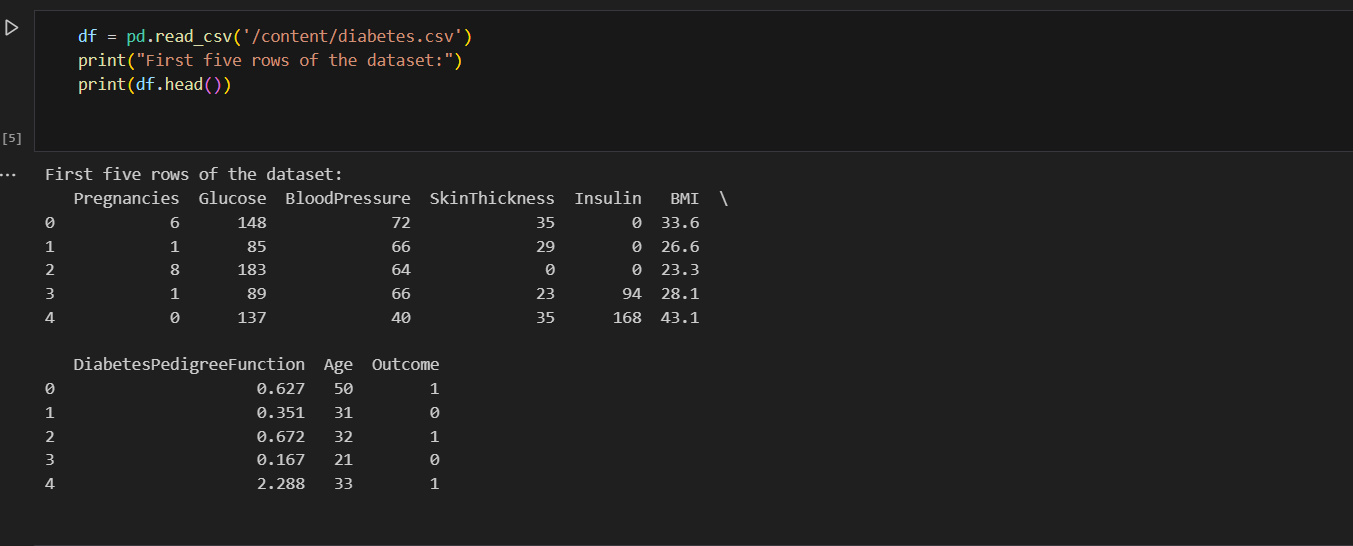 df = pd.read_csv('/content/diabetes.csv')
print("First five rows of the dataset:")
print(df.head())
[5]
... First five rows of the dataset:
   Pregnancies  Glucose  BloodPressure  SkinThickness  Insulin   BMI  \
0            6      148             72             35        0  33.6
1            1       85             66             29        0  26.6
2            8      183             64              0        0  23.3
3            1       89             66             23       94  28.1
4            0      137             40             35      168  43.1
   DiabetesPedigreeFunction  Age  Outcome
0                     0.627   50        1
1                     0.351   31        0
2                     0.672   32        1
3                     0.167   21        0
4                     2.288   33        1